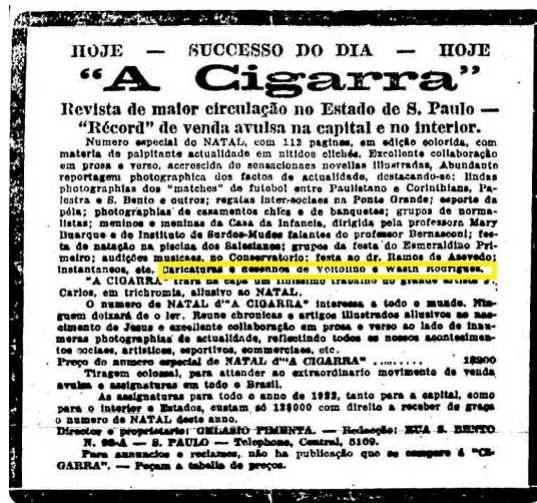 HOJE — SUCCESSO DO DIA — HOJE
"A Cigarra"
Revista de maior circulação no Estado de S. Paulo —
"Récord" de venda avulsa na capital e no interior.
Numero especial do NATAL, com 112 paginas, em edição colorida, com
materia de palpitante actualidade em nitidos clichés. Excellente collaboração
em prosa e verso, accrescida de sensacionaes novellas illustradas, Abundante
reportagem photographica dos factos de actualidade, destacando-se: lindas
photographias dos "matches" de futebol entre Paulistano e Corinthians, Pa-
lestra e S. Bento e outros; regatas inter-sociaes na Ponte Grande; esporte da
péla; photographias de casamentos chics e de banquetes; grupos de norma-
listas; meninos e meninas da Casa da Infancia, dirigida pela professora Mary
Buarque e do Instituto de Surdos-Mudos falantes do professor Bernasconi; fes-
ta de natação na piscina dos Salesianos; grupos da festa do Esmeraldino Pri-
meiro; audições musicaes, no Conservatorio; festa ao dr. Ramos de Azevedo;
instantaneos, etc. Caricaturas e desenhos de Voltolino e Wasth Rodrigues.
"A CIGARRA" trará na capa um finissimo trabalho do grande artista J.
Carlos, em trichromia, allusivo ao NATAL.
O numero de NATAL d'"A CIGARRA" interessa a todo o mundo. Nin-
guem deixará de o ler. Reune chronicas e artigos illustrados allusivos ao nas-
cimento de Jesus e excellente collaboração em prosa e verso ao lado de innu-
meras photographias de actualidade, reflectindo todos os nossos acontecimen-
tos sociaes, artisticos, esportivos, commerciaes, etc.
Preço do numero especial do NATAL d'"A CIGARRA" ....... 1$200
Tiragem colossal, para attender ao extraordinario movimento de venda
avulsa e assignaturas em todo o Brasil.
As assignaturas para todo o anno de 1922, tanto para a capital, como
para o interior e Estados, custam só 12$000 com direito a receber de graça
o numero de NATAL deste anno.
Director e proprietario: GELASIO PIMENTA. — Redacção: RUA S. BENTO
N. 93-A — S. PAULO — Telephone, Central, 5169.
Para annuncios e reclames, não ha publicação que se compare á "CI-
GARRA". — Peçam a tabella de preços.